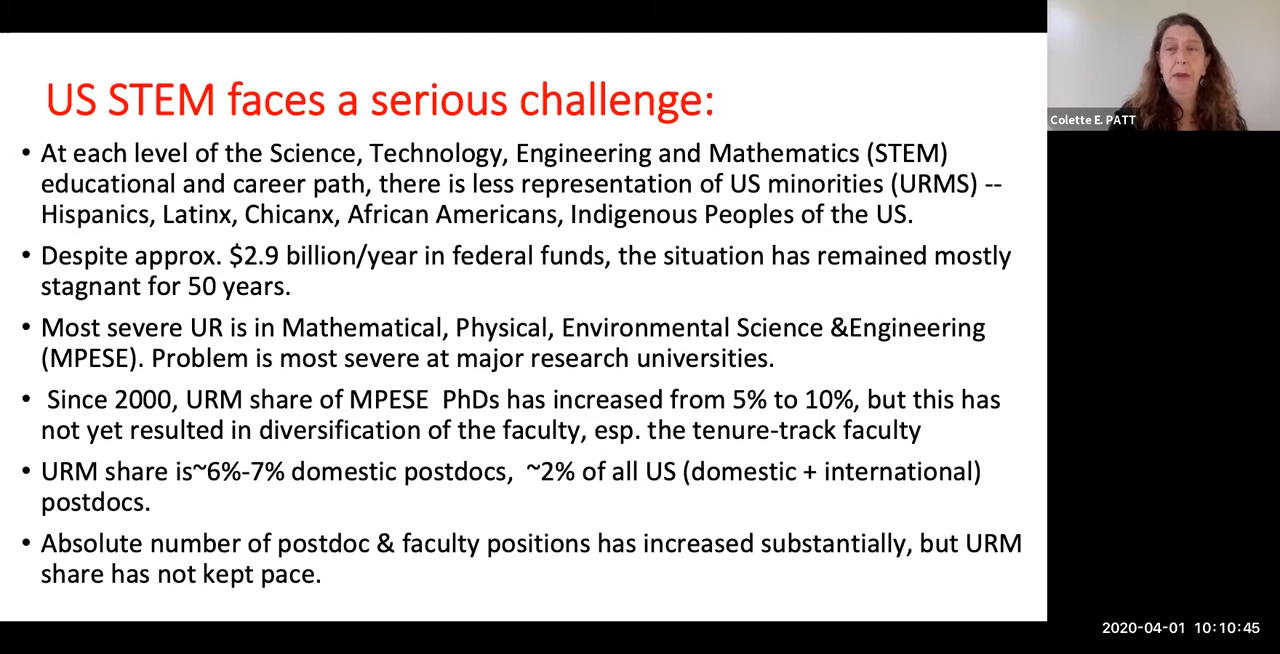 US STEM faces a serious challenge:
• At each level of the Science, Technology, Engineering and Mathematics (STEM)
educational and career path, there is less representation of US minorities (URMS) --
Hispanics, Latinx, Chicanx, African Americans, Indigenous Peoples of the US.
• Despite approx. $2.9 billion/year in federal funds, the situation has remained mostly
stagnant for 50 years.
• Most severe UR is in Mathematical, Physical, Environmental Science &Engineering
(MPESE). Problem is most severe at major research universities.
• Since 2000, URM share of MPESE PhDs has increased from 5% to 10%, but this has
not yet resulted in diversification of the faculty, esp. the tenure-track faculty
• URM share is~6%-7% domestic postdocs, ~2% of all US (domestic + international)
postdocs.
• Absolute number of postdoc & faculty positions has increased substantially, but URM
share has not kept pace.
Colette E. PATT
2020-04-01 10:10:45